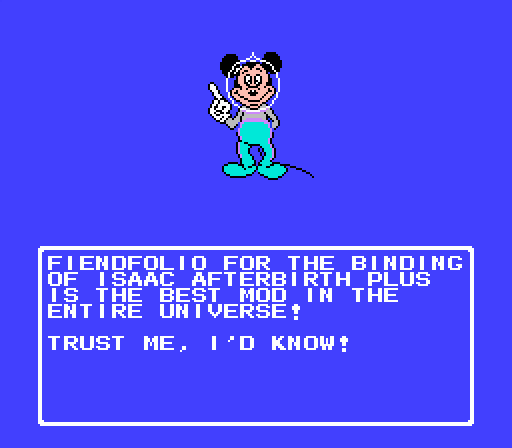 FIENDFOLIO FOR THE BINDING
OF ISAAC AFTERBIRTH PLUS
IS THE BEST MOD IN THE
ENTIRE UNIVERSE!
TRUST ME, I'D KNOW!